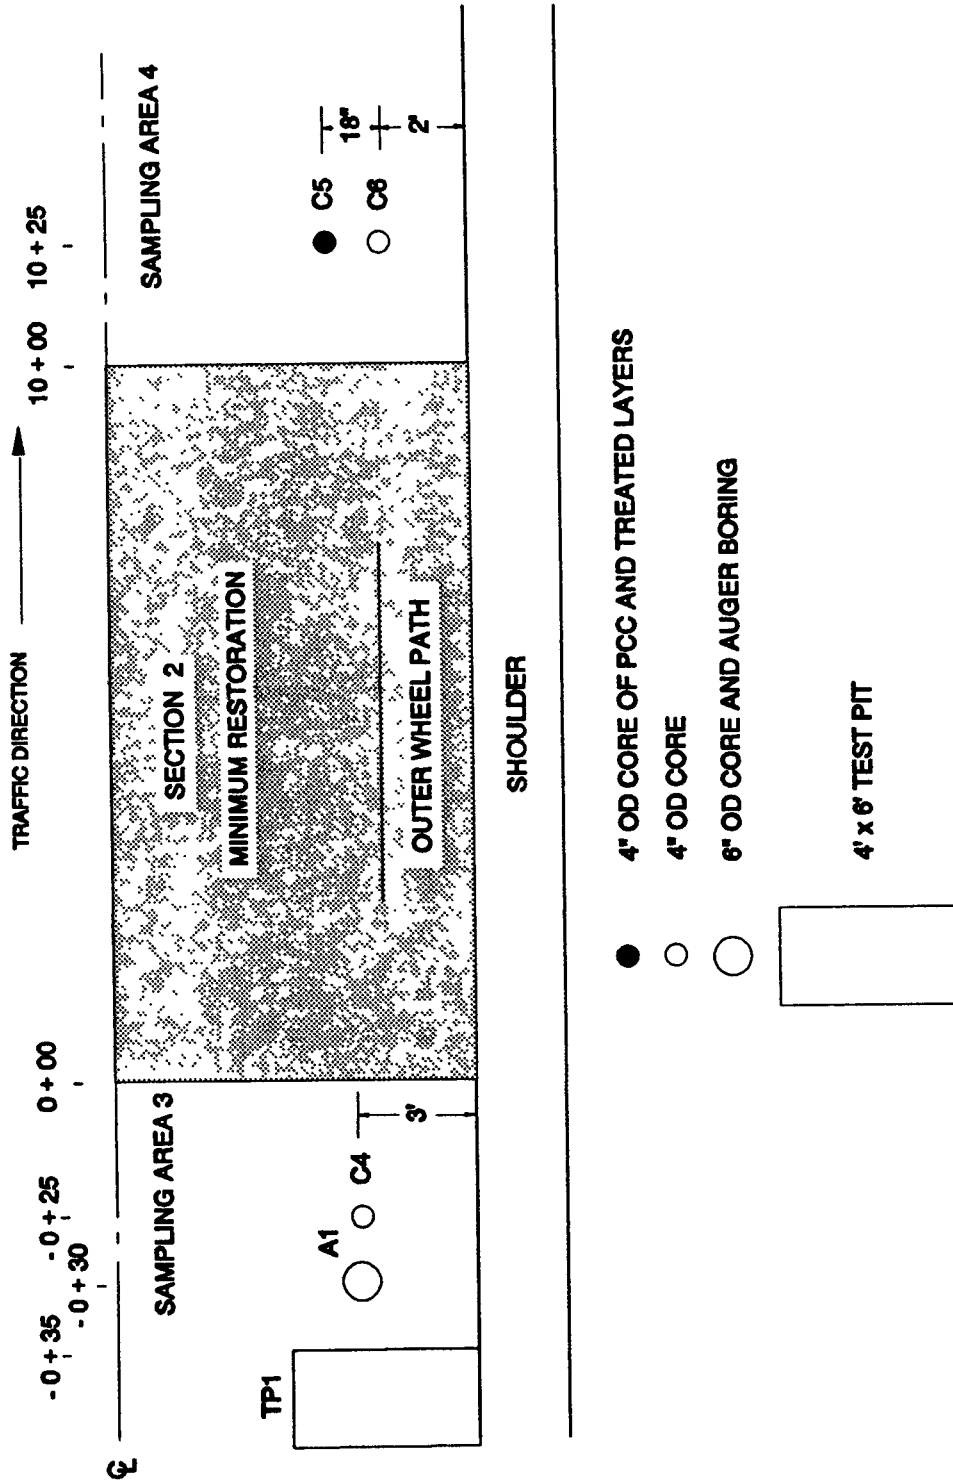 TRAFFIC DIRECTION
- 0 + 35
- 0 + 30
- 0 + 25
0 + 00
10 + 00
10 + 25
℄
SAMPLING AREA 3
SECTION 2
SAMPLING AREA 4
MINIMUM RESTORATION
TP1
A1
C4
3'
OUTER WHEEL PATH
C5
C6
18"
2'
SHOULDER
4" OD CORE OF PCC AND TREATED LAYERS
4" OD CORE
6" OD CORE AND AUGER BORING
4' x 6' TEST PIT